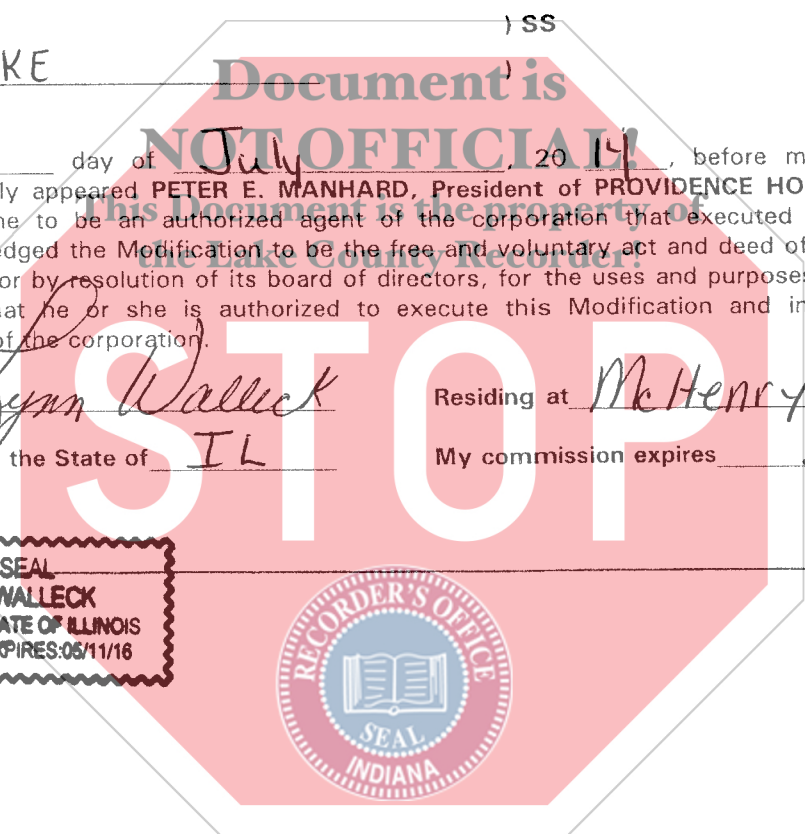 ) SS
KE )
Document is
NOT OFFICIAL!
day of July, 20 14, before m
ly appeared PETER E. MANHARD, President of PROVIDENCE HO
This Document is the property of
ne to be an authorized agent of the corporation that executed
edged the Modification to be the free and voluntary act and deed of
the Lake County Recorder!
or by resolution of its board of directors, for the uses and purposes
at he or she is authorized to execute this Modification and in
of the corporation.
STOP
ynn Walleck Residing at McHenry
the State of IL My commission expires
SEAL
WALLECK
ATE OF ILLINOIS
XPIRES:05/11/16
RECORDER'S OFFICE
SEAL
INDIANA